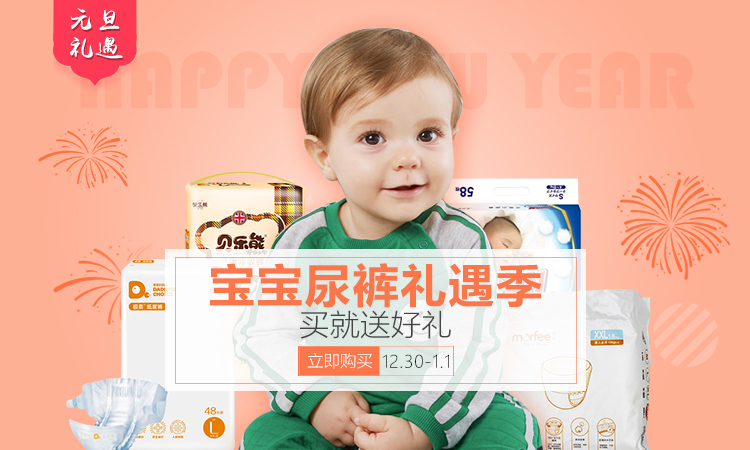 元旦
礼遇
HAPPY NEW YEAR
贝乐熊
58
S
宝宝尿裤礼遇季
买就送好礼
立即购买 12.30-1.1
48
L
XXL